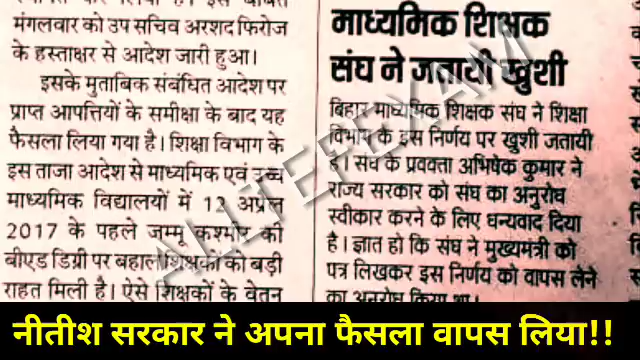 मंगलवार को उप सचिव अरशद फिरोज
के हस्ताक्षर से आदेश जारी हुआ।
इसके मुताबिक संबंधित आदेश पर
प्राप्त आपत्तियों के समीक्षा के बाद यह
फैसला लिया गया है। शिक्षा विभाग के
इस ताजा आदेश से माध्यमिक एवं उच्च
माध्यमिक विद्यालयों में 12 अप्रैल
2017 के पहले जम्मू कश्मीर की
बीएड डिग्री पर बहाल शिक्षकों को बड़ी
राहत मिली है। ऐसे शिक्षकों के वेतन
माध्यमिक शिक्षक
संघ ने जतायी खुशी
बिहार माध्यमिक शिक्षक संघ ने शिक्षा
विभाग के इस निर्णय पर खुशी जतायी
है। संघ के प्रवक्ता अभिषेक कुमार ने
राज्य सरकार को संघ का अनुरोध
स्वीकार करने के लिए धन्यवाद दिया
है। ज्ञात हो कि संघ ने मुख्यमंत्री को
पत्र लिखकर इस निर्णय को वापस लेने
का अनुरोध किया था।
ALLTETEXAM
नीतीश सरकार ने अपना फैसला वापस लिया!!